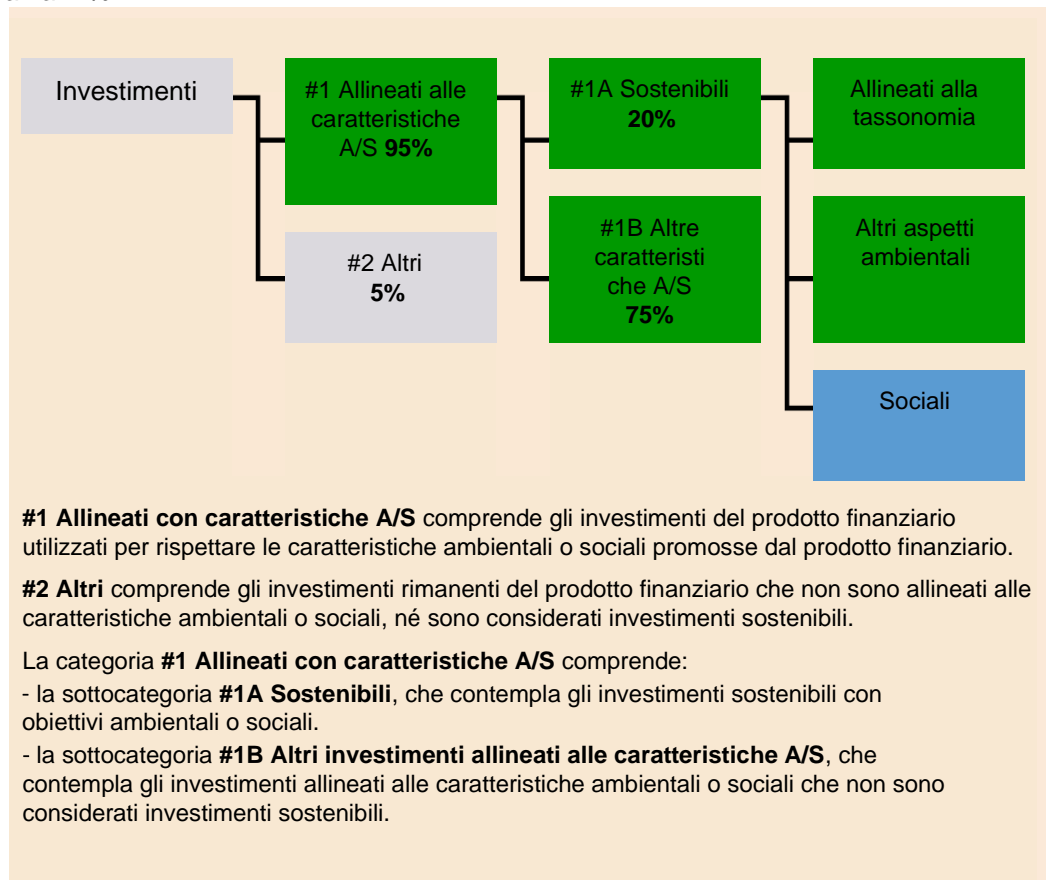 Investimenti
#1 Allineati alle
caratteristiche
A/S 95%
#2 Altri
5%
#1A Sostenibili
20%
#1B Altre
caratteristi
che A/S
75%
Allineati alla
tassonomia
Altri aspetti
ambientali
Sociali
#1 Allineati con caratteristiche A/S comprende gli investimenti del prodotto finanziario
utilizzati per rispettare le caratteristiche ambientali o sociali promosse dal prodotto finanziario.
#2 Altri comprende gli investimenti rimanenti del prodotto finanziario che non sono allineati alle
caratteristiche ambientali o sociali, né sono considerati investimenti sostenibili.
La categoria #1 Allineati con caratteristiche A/S comprende:
- la sottocategoria #1A Sostenibili, che contempla gli investimenti sostenibili con
obiettivi ambientali o sociali.
- la sottocategoria #1B Altri investimenti allineati alle caratteristiche A/S, che
contempla gli investimenti allineati alle caratteristiche ambientali o sociali che non sono
considerati investimenti sostenibili.